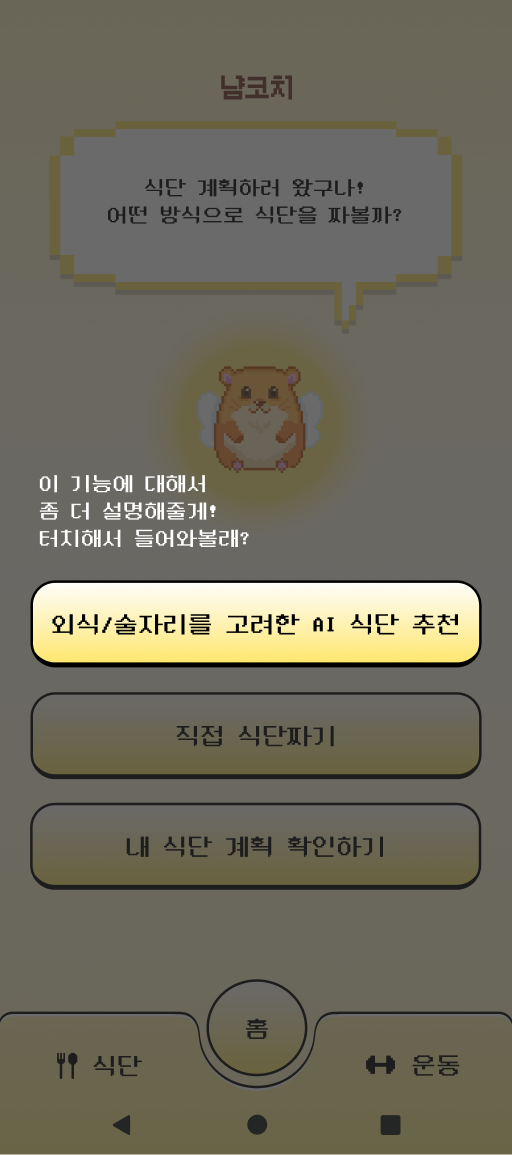 냠코치
식단 계획하러 왔구나!
어떤 방식으로 식단을 짜볼까?
이 기능에 대해서
좀 더 설명해줄게!
터치해서 들어와볼래?
외식/술자리를 고려한 AI 식단 추천
직접 식단짜기
내 식단 계획 확인하기
홈
식단
운동